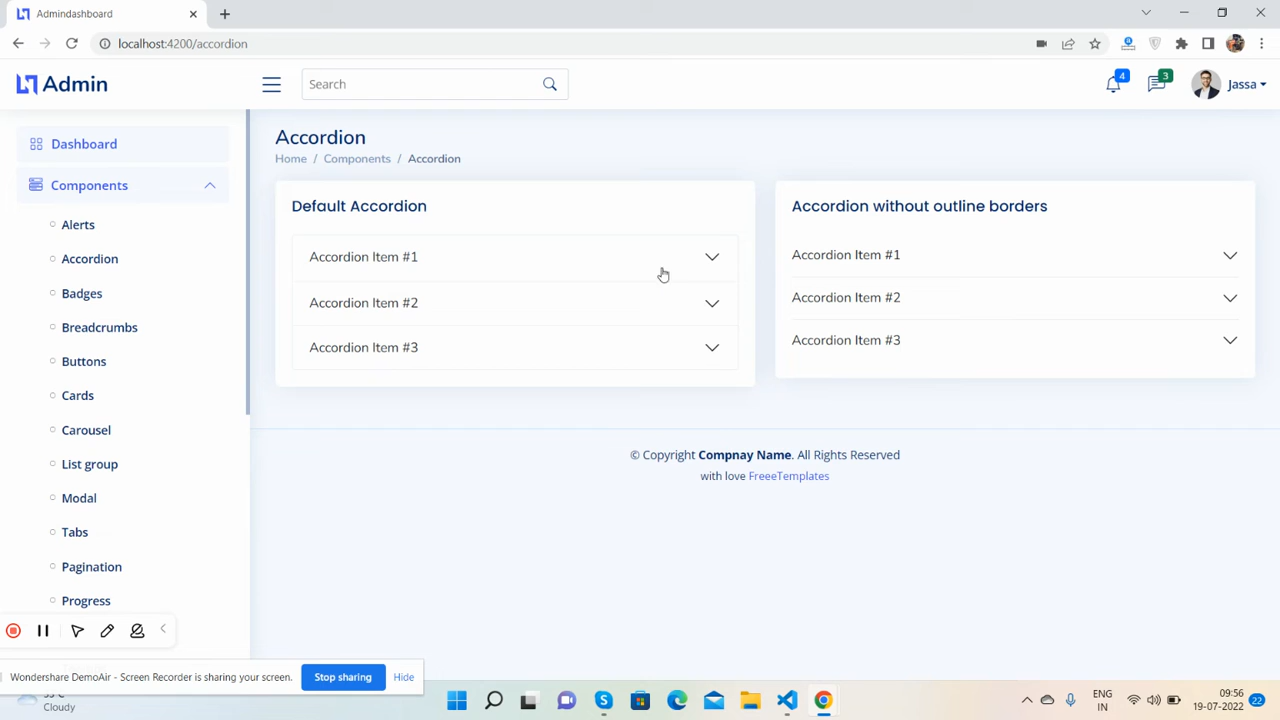 Admindashboard
localhost:4200/accordion
Admin
Search
4
3
Jassa
Dashboard
Components
Alerts
Accordion
Badges
Breadcrumbs
Buttons
Cards
Carousel
List group
Modal
Tabs
Pagination
Progress
Accordion
Home / Components / Accordion
Default Accordion
Accordion Item #1
Accordion Item #2
Accordion Item #3
Accordion without outline borders
Accordion Item #1
Accordion Item #2
Accordion Item #3
© Copyright Compnay Name. All Rights Reserved
with love FreeeTemplates
Wondershare DemoAir - Screen Recorder is sharing your screen.
Stop sharing
Hide
Cloudy
ENG
IN
09:56
19-07-2022
22